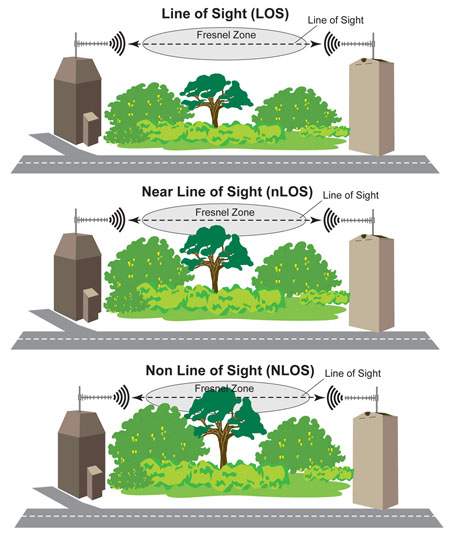 Line of Sight (LOS)
Line of Sight
Fresnel Zone
Near Line of Sight (nLOS)
Line of Sight
Fresnel Zone
Non Line of Sight (NLOS)
Line of Sight
Fresnel Zone